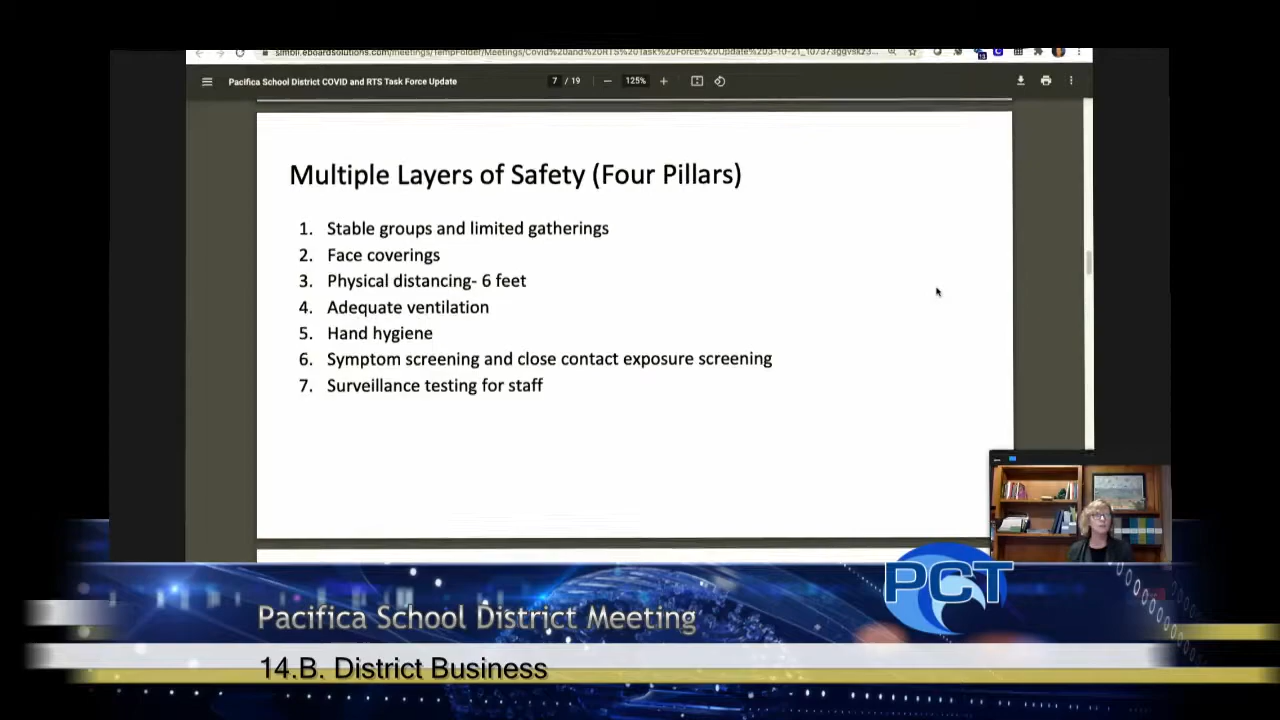 Pacifica School District COVID and RTS Task Force Update
7 / 19
125%
Multiple Layers of Safety (Four Pillars)
1. Stable groups and limited gatherings
2. Face coverings
3. Physical distancing- 6 feet
4. Adequate ventilation
5. Hand hygiene
6. Symptom screening and close contact exposure screening
7. Surveillance testing for staff
PCT
Pacifica School District Meeting
14.B. District Business